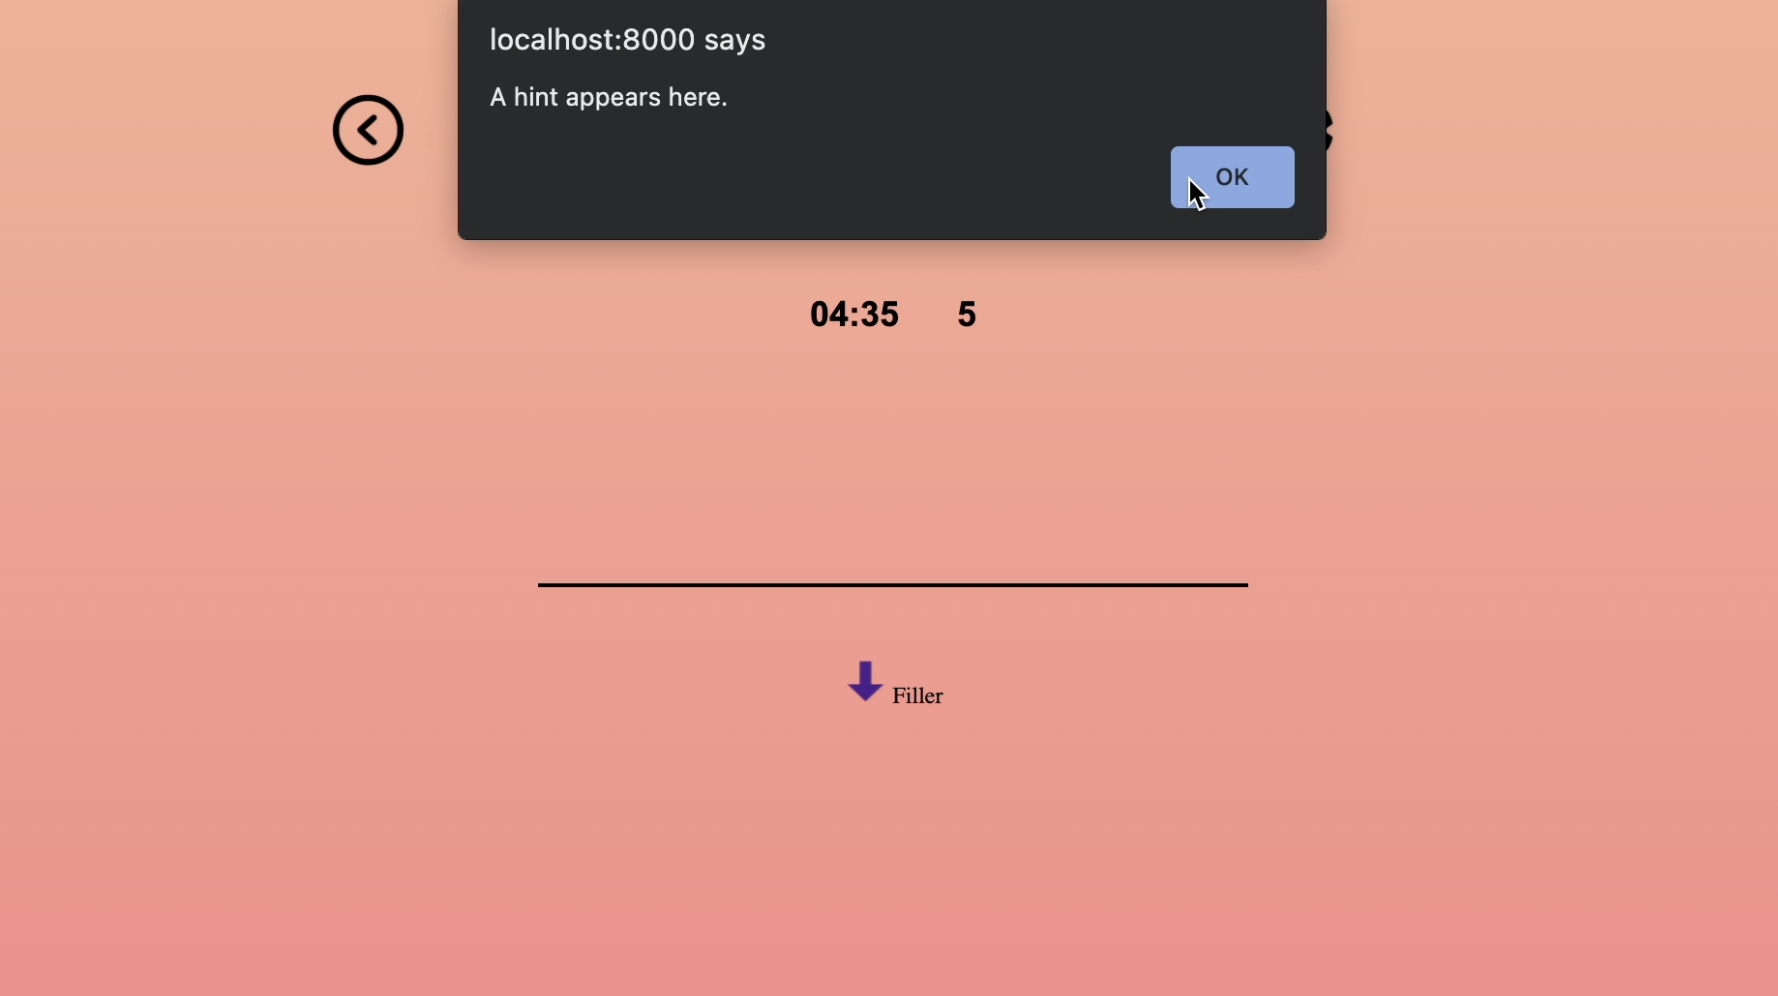 localhost:8000 says
A hint appears here.
OK
04:35 5
Filler